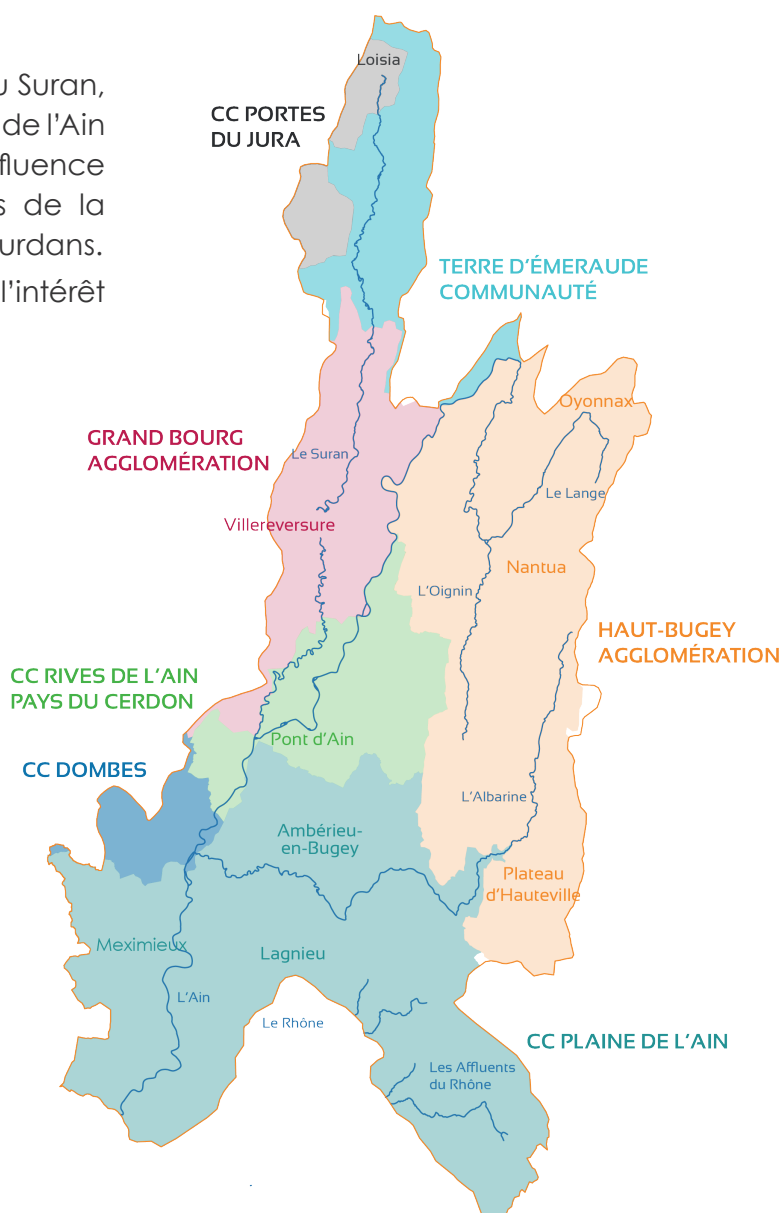 u Suran,
de l’Ain
fluence
s de la
urdans.
l’intérêt
Loisia
CC PORTES
DU JURA
TERRE D’ÉMERAUDE
COMMUNAUTÉ
Oyonnax
GRAND BOURG
AGGLOMÉRATION
Le Suran
Le Lange
Villereversure
Nantua
L’Oignin
HAUT-BUGEY
AGGLOMÉRATION
CC RIVES DE L’AIN
PAYS DU CERDON
Pont d’Ain
CC DOMBES
L’Albarine
Ambérieu-
en-Bugey
Plateau
d’Hauteville
Meximieux
Lagnieu
L’Ain
Le Rhône
CC PLAINE DE L’AIN
Les Affluents
du Rhône